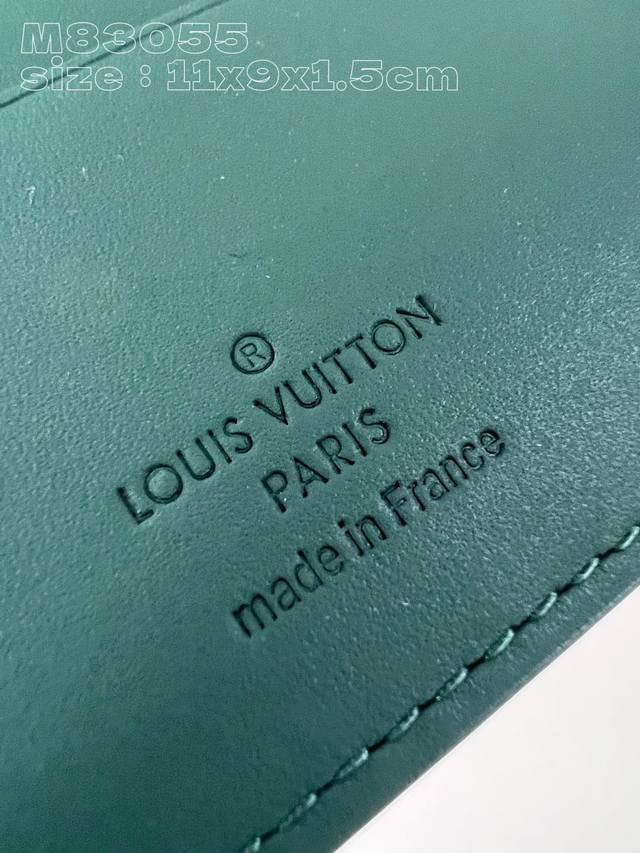 M83055
size : 11x9x1.5cm
®
LOUIS VUITTON
PARIS
made in France